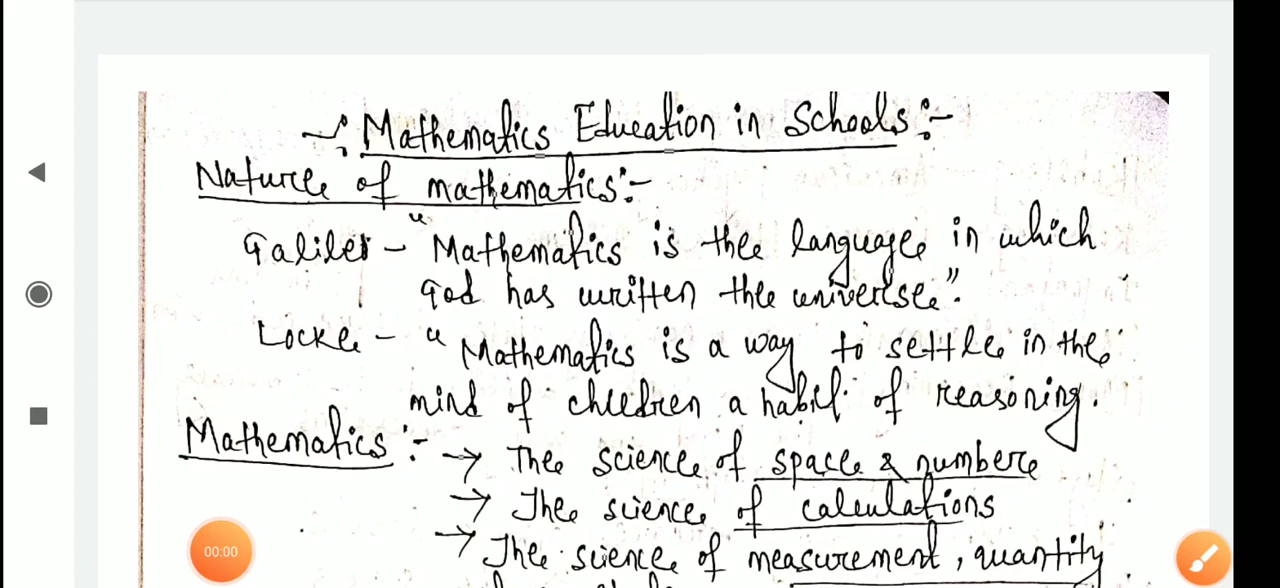 Mathematics Education in Schools :-
Nature of mathematics :-
Galileo - "Mathematics is the language in which
God has written the universe".
Locke - " Mathematics is a way to settle in the
mind of children a habit of reasoning.
Mathematics :- → The science of space & number
→ The science of calculations
→ The science of measurement, quantity
00:00